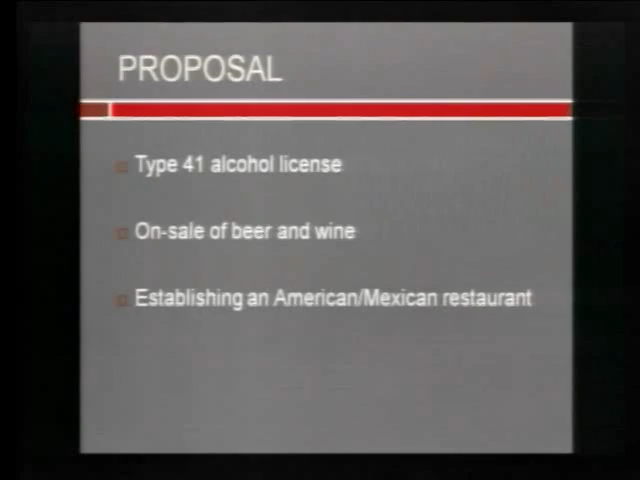 PROPOSAL
Type 41 alcohol license
On-sale of beer and wine
Establishing an American/Mexican restaurant